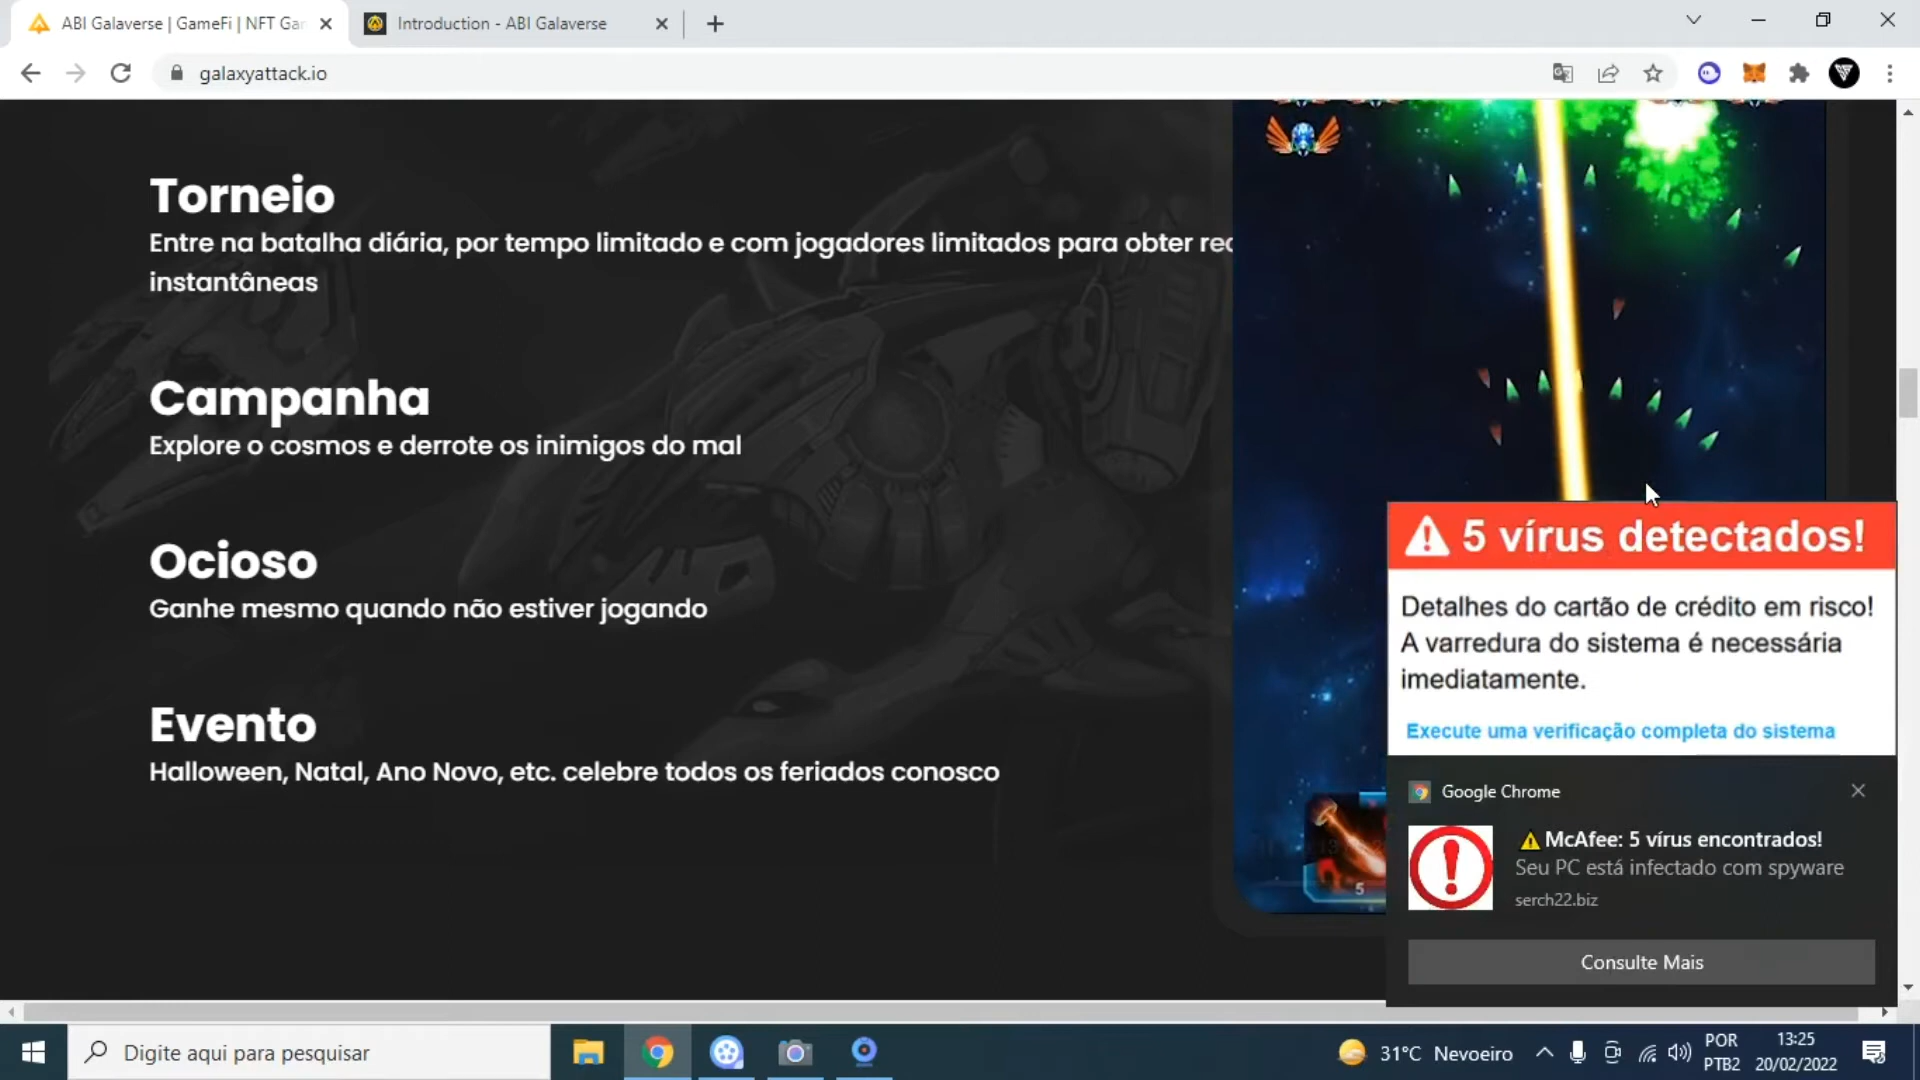 ABI Galaverse | GameFi | NFT Gar
Introduction - ABI Galaverse
galaxyattack.io
Torneio
Entre na batalha diária, por tempo limitado e com jogadores limitados para obter rec
instantâneas
Campanha
Explore o cosmos e derrote os inimigos do mal
Ocioso
Ganhe mesmo quando não estiver jogando
Evento
Halloween, Natal, Ano Novo, etc. celebre todos os feriados conosco
5
5 vírus detectados!
Detalhes do cartão de crédito em risco!
A varredura do sistema é necessária
imediatamente.
Execute uma verificação completa do sistema
Google Chrome
McAfee: 5 vírus encontrados!
Seu PC está infectado com spyware
serch22.biz
Consulte Mais
Digite aqui para pesquisar
31°C Nevoeiro
POR
PTB2
13:25
20/02/2022